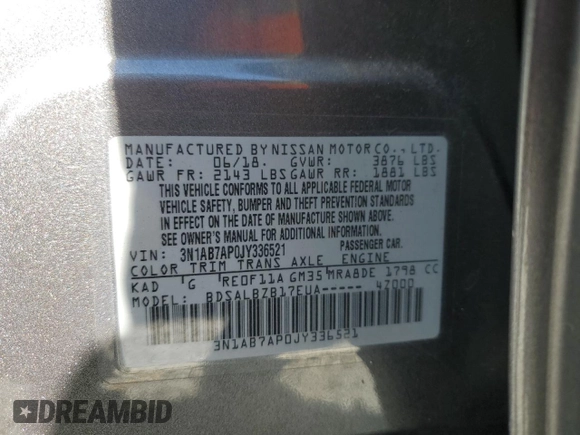 MANUFACTURED BY NISSAN MOTOR CO., LTD.
DATE: 06/18. GVWR: 3876 LBS
GAWR FR: 2143 LBS GAWR RR: 1881 LBS
THIS VEHICLE CONFORMS TO ALL APPLICABLE FEDERAL MOTOR
VEHICLE SAFETY, BUMPER AND THEFT PREVENTION STANDARDS
IN EFFECT ON THE DATE OF MANUFACTURE SHOWN ABOVE.
SEE OWNER'S MANUAL OF ADDITIONAL INFORMATION.
VIN: 3N1AB7AP0JY336521 PASSENGER CAR.
COLOR TRIM TRANS AXLE ENGINE
KAD G RE0F11A GM35 MRA8DE 1798 CC
MODEL: BDSALBZB17EUA----- 47000
3N1AB7AP0JY336521
DREAMBID